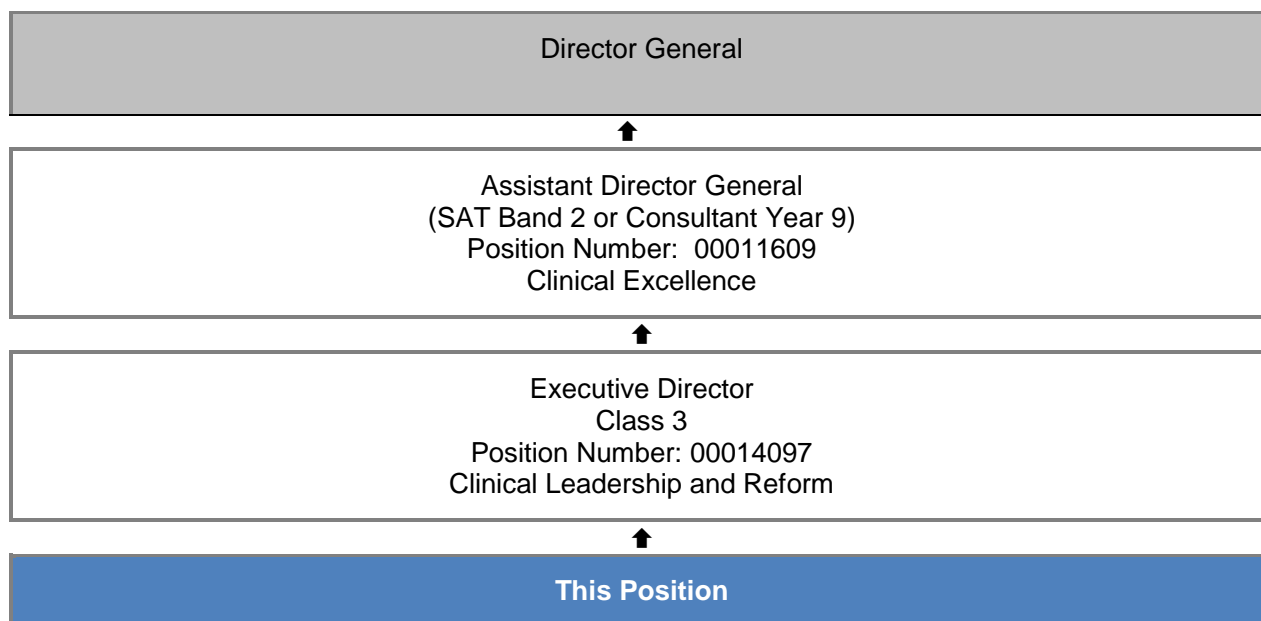 Director General
Assistant Director General
(SAT Band 2 or Consultant Year 9)
Position Number: 00011609
Clinical Excellence
Executive Director
Class 3
Position Number: 00014097
Clinical Leadership and Reform
This Position